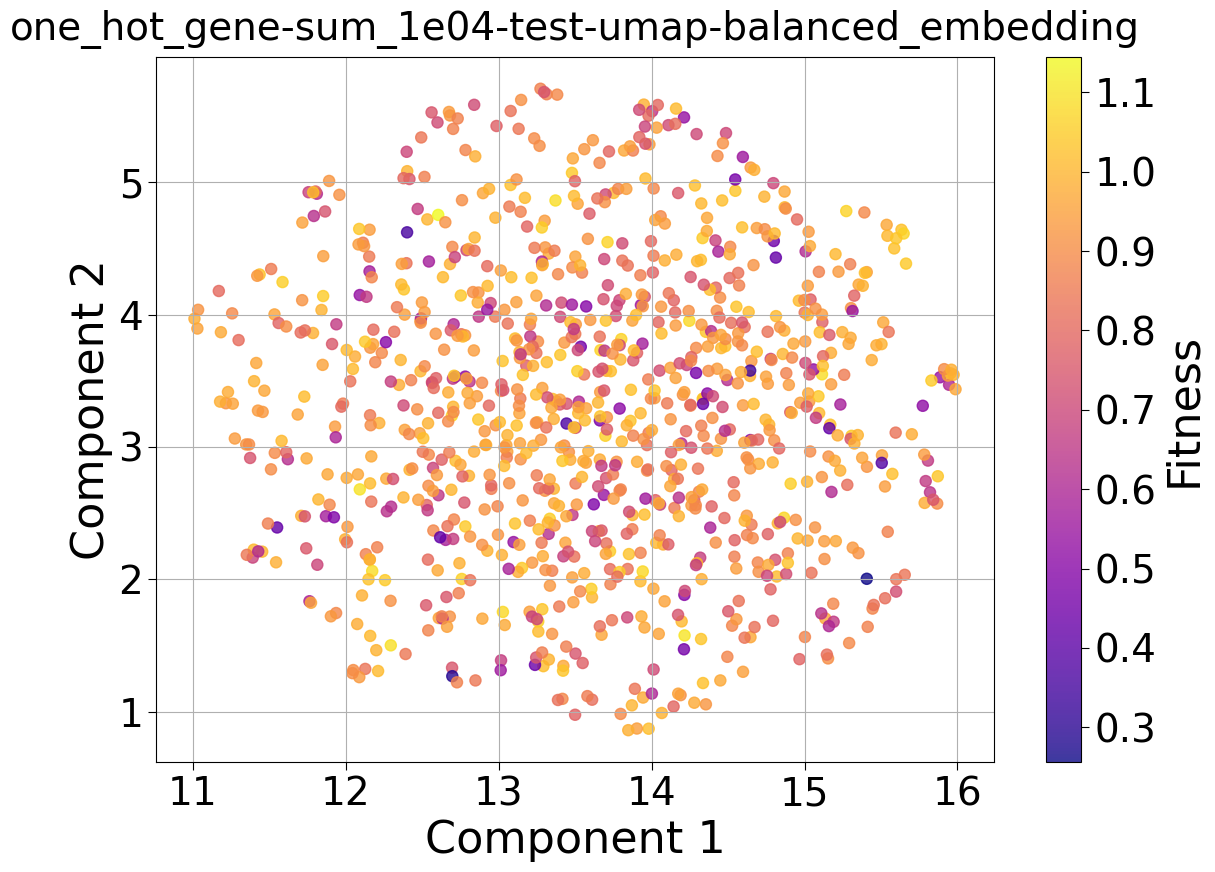 one_hot_gene-sum_1e04-test-umap-balanced_embedding
Component 2
5
4
3
2
1
11 12 13 14 15 16
Component 1
1.1
1.0
0.9
0.8
0.7
0.6
0.5
0.4
0.3
Fitness